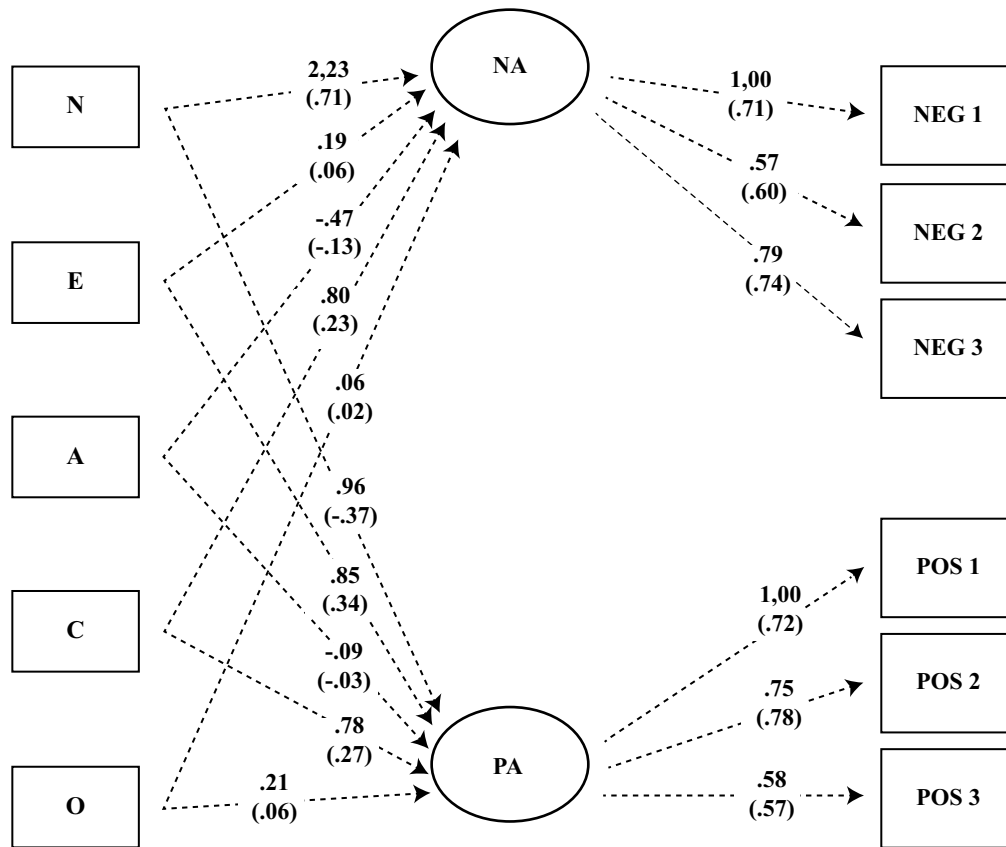 N
E
A
C
O
NA
PA
2,23
(.71)
.19
(.06)
-.47
(-.13)
.80
(.23)
.06
(.02)
.96
(-.37)
.85
(.34)
-.09
(-.03)
.78
(.27)
.21
(.06)
1,00
(.71)
.57
(.60)
.79
(.74)
1,00
(.72)
.75
(.78)
.58
(.57)
NEG 1
NEG 2
NEG 3
POS 1
POS 2
POS 3